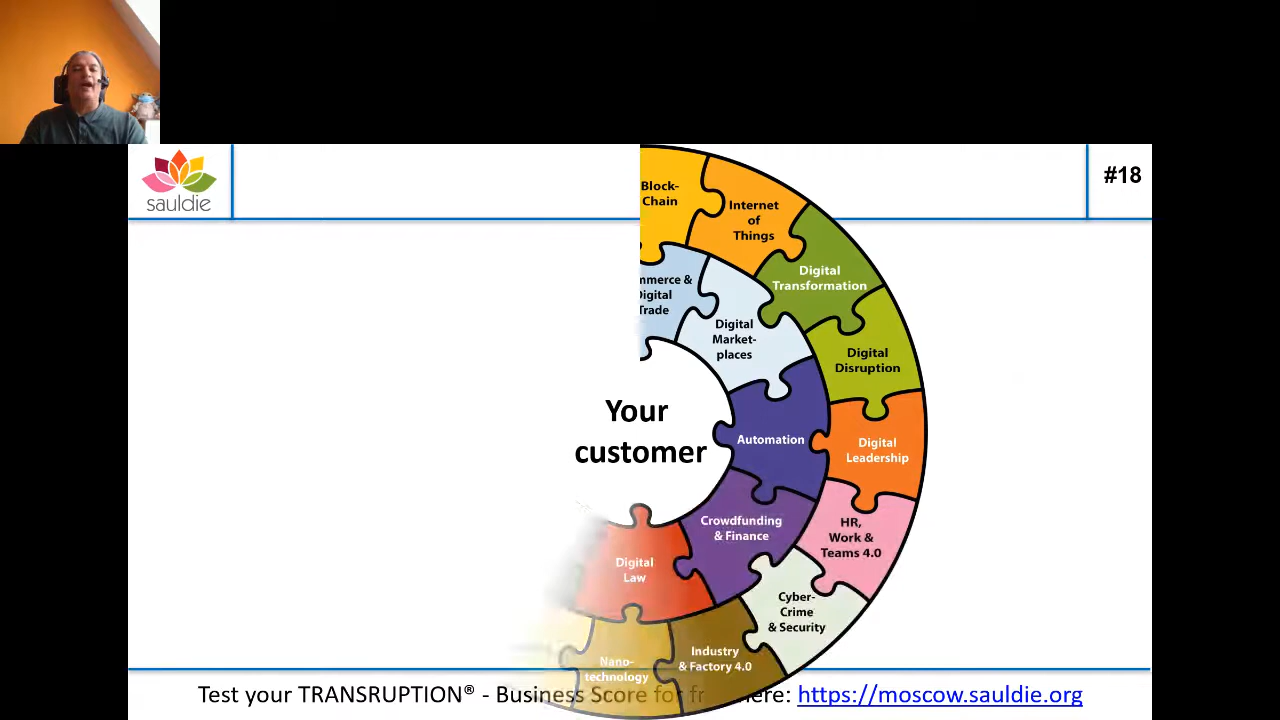 sauldie
#18
Block-
Chain
Internet
of
Things
Digital
Transformation
Digital
Disruption
Digital
Leadership
HR,
Work &
Teams 4.0
Cyber-
Crime
& Security
Industry
& Factory 4.0
Nano-
technology
mmerce &
Digital
Trade
Digital
Market-
places
Automation
Crowdfunding
& Finance
Digital
Law
Your
customer
Test your TRANSRUPTION® - Business Score for fr here: https://moscow.sauldie.org